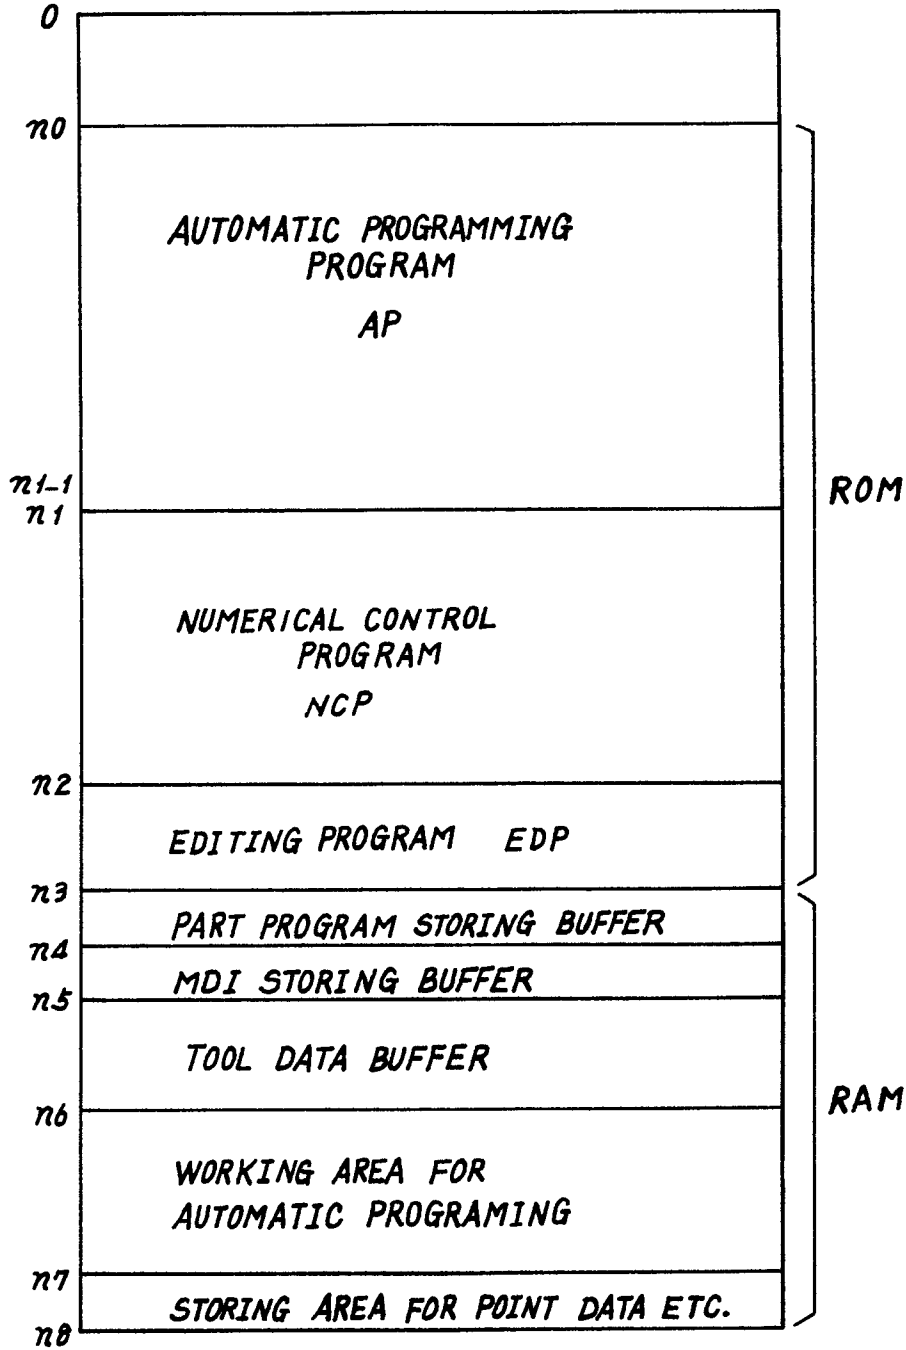 0
n0
AUTOMATIC PROGRAMMING
PROGRAM
AP
n1-1
n1
ROM
NUMERICAL CONTROL
PROGRAM
NCP
n2
EDITING PROGRAM EDP
n3
PART PROGRAM STORING BUFFER
n4
MDI STORING BUFFER
n5
TOOL DATA BUFFER
n6
RAM
WORKING AREA FOR
AUTOMATIC PROGRAMING
n7
STORING AREA FOR POINT DATA ETC.
n8